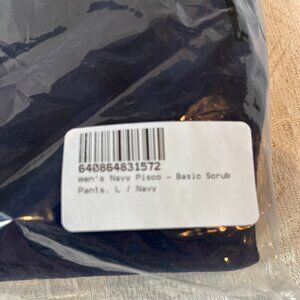 640864831572
men's Navy Pisco – Basic Scrub
Pants, L / Navy